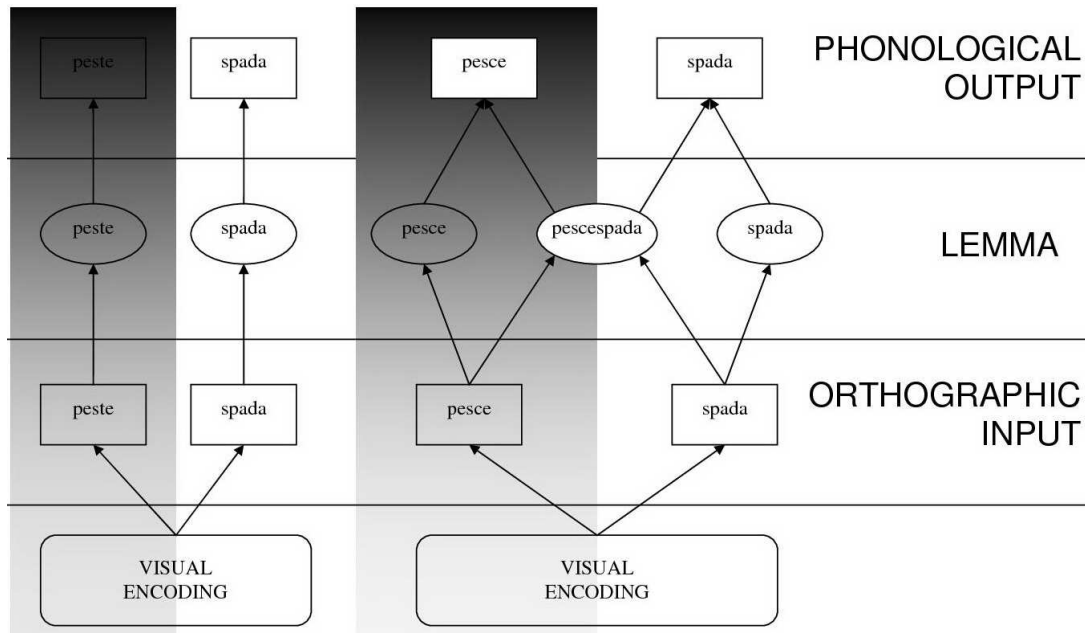 peste spada pesce spada PHONOLOGICAL
OUTPUT
peste spada pesce pescespada spada LEMMA
peste spada pesce spada ORTHOGRAPHIC
INPUT
VISUAL VISUAL
ENCODING ENCODING